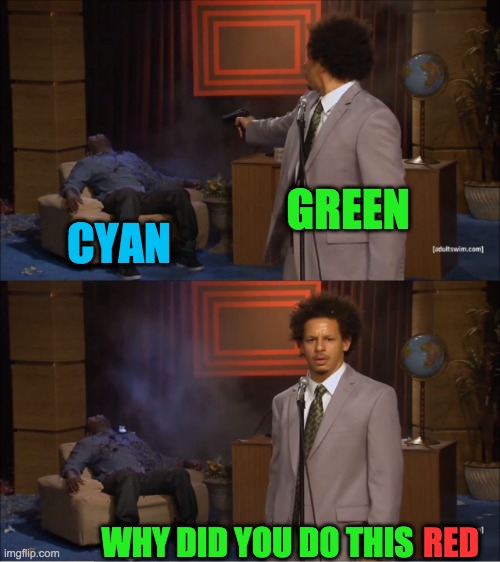 GREEN
CYAN
[adultswim.com]
WHY DID YOU DO THIS RED
imgflip.com